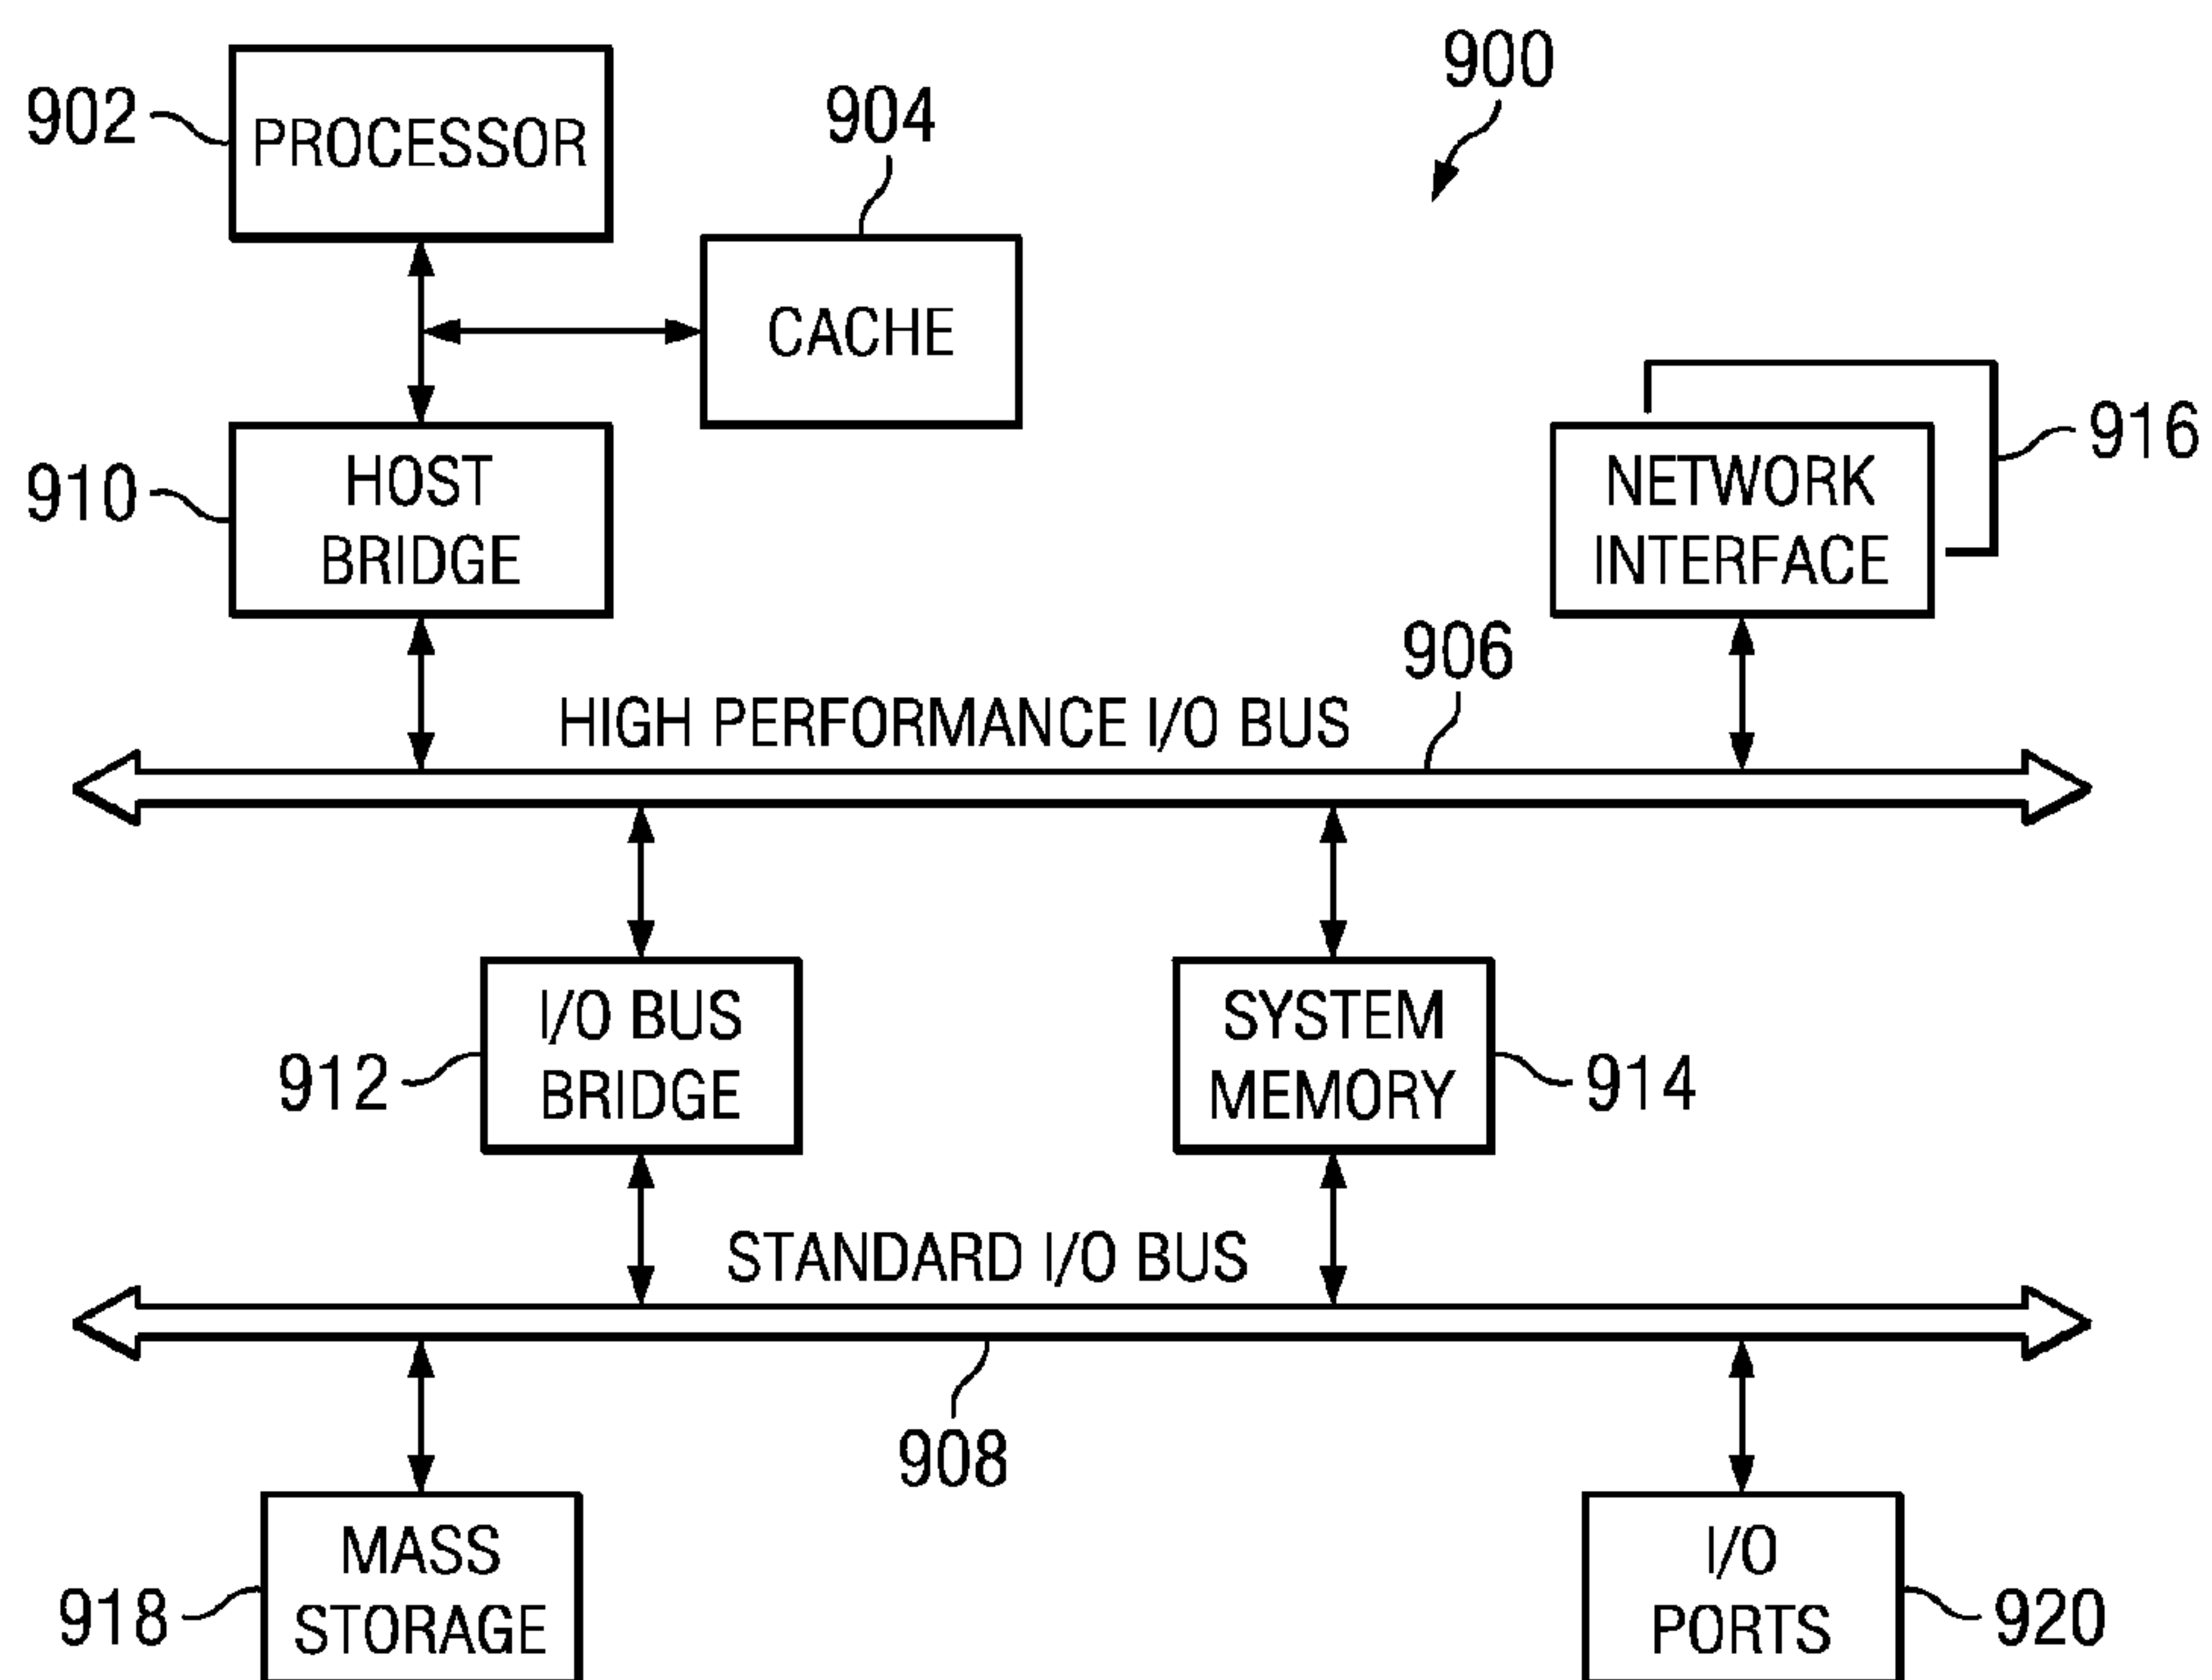 900
902
PROCESSOR
904
CACHE
910
HOST
BRIDGE
916
NETWORK
INTERFACE
906
HIGH PERFORMANCE I/O BUS
912
I/O BUS
BRIDGE
SYSTEM
MEMORY
914
STANDARD I/O BUS
908
918
MASS
STORAGE
I/O
PORTS
920